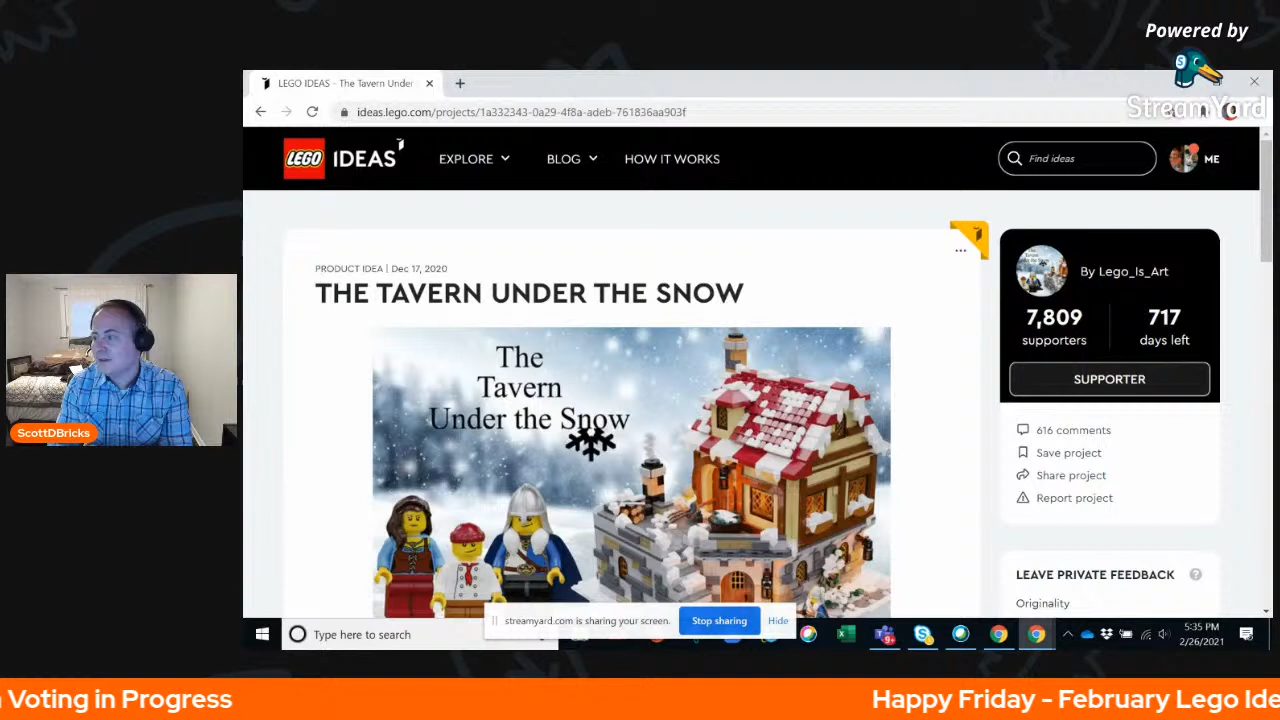 Powered by
StreamYard
LEGO IDEAS - The Tavern Under
ideas.lego.com/projects/1a332343-0a29-4f8a-adeb-761836aa903f
LEGO IDEAS
EXPLORE
BLOG
HOW IT WORKS
Find ideas
ME
PRODUCT IDEA | Dec 17, 2020
THE TAVERN UNDER THE SNOW
The
Tavern
Under the Snow
By Lego_Is_Art
7,809
supporters
717
days left
SUPPORTER
616 comments
Save project
Share project
Report project
LEAVE PRIVATE FEEDBACK
Originality
ScottDBricks
streamyard.com is sharing your screen.
Stop sharing
Hide
Type here to search
5:35 PM
2/26/2021
Voting in Progress
Happy Friday - February Lego Ide